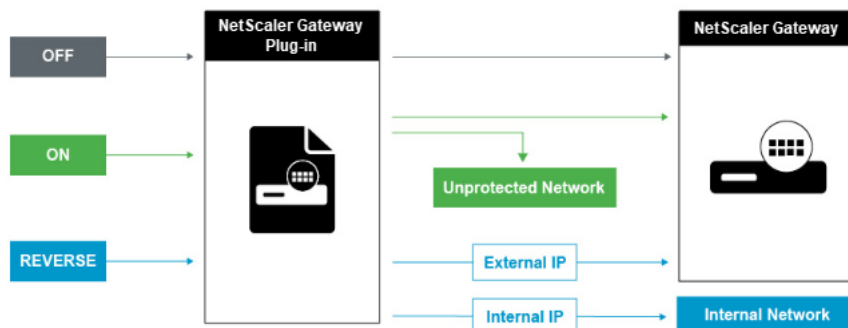 NetScaler Gateway
Plug-in
NetScaler Gateway
OFF
ON
Unprotected Network
REVERSE
External IP
Internal IP
Internal Network